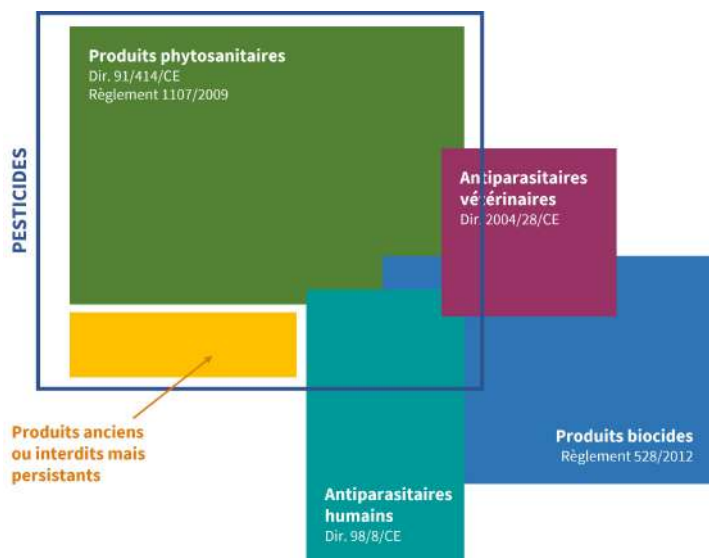 PESTICIDES
Produits phytosanitaires
Dir. 91/414/CE
Règlement 1107/2009
Antiparasitaires
vétérinaires
Dir. 2004/28/CE
Produits anciens
ou interdits mais
persistants
Produits biocides
Règlement 528/2012
Antiparasitaires
humains
Dir. 98/8/CE